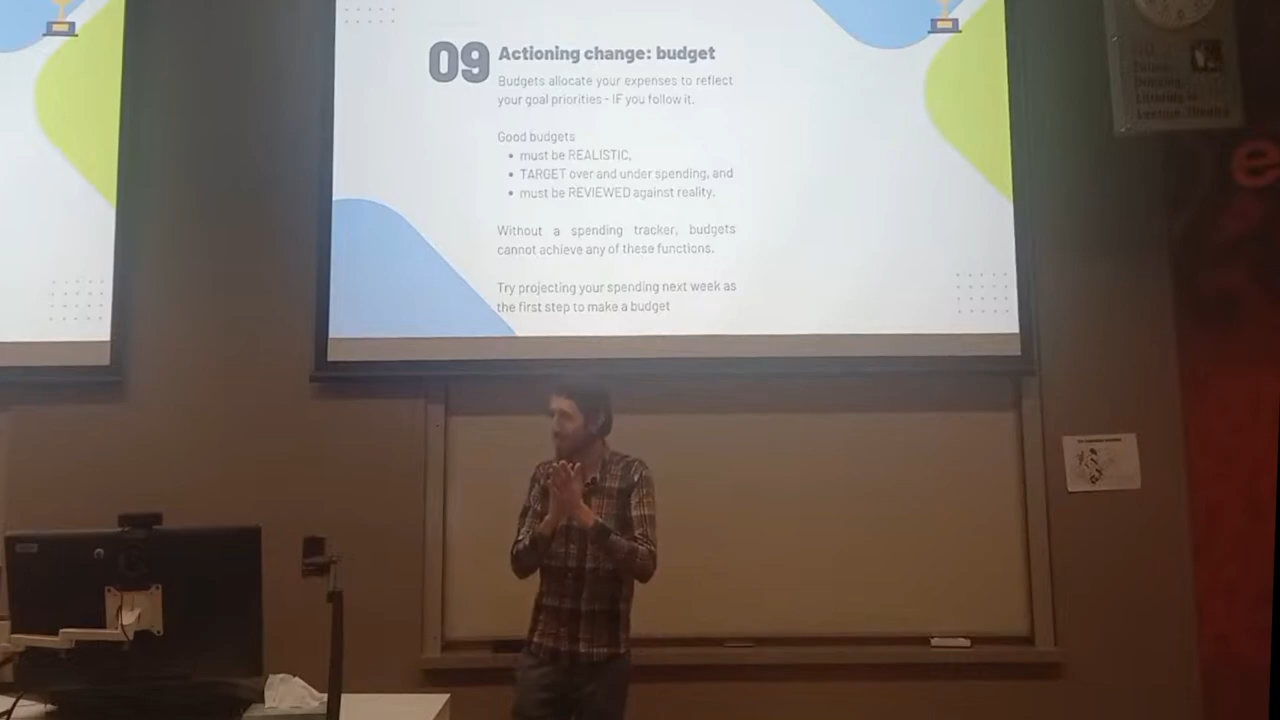 09 Actioning change: budget
Budgets allocate your expenses to reflect
your goal priorities - IF you follow it.
Good budgets
• must be REALISTIC,
• TARGET over and under spending, and
• must be REVIEWED against reality.
Without a spending tracker, budgets
cannot achieve any of these functions.
Try projecting your spending next week as
the first step to make a budget
e